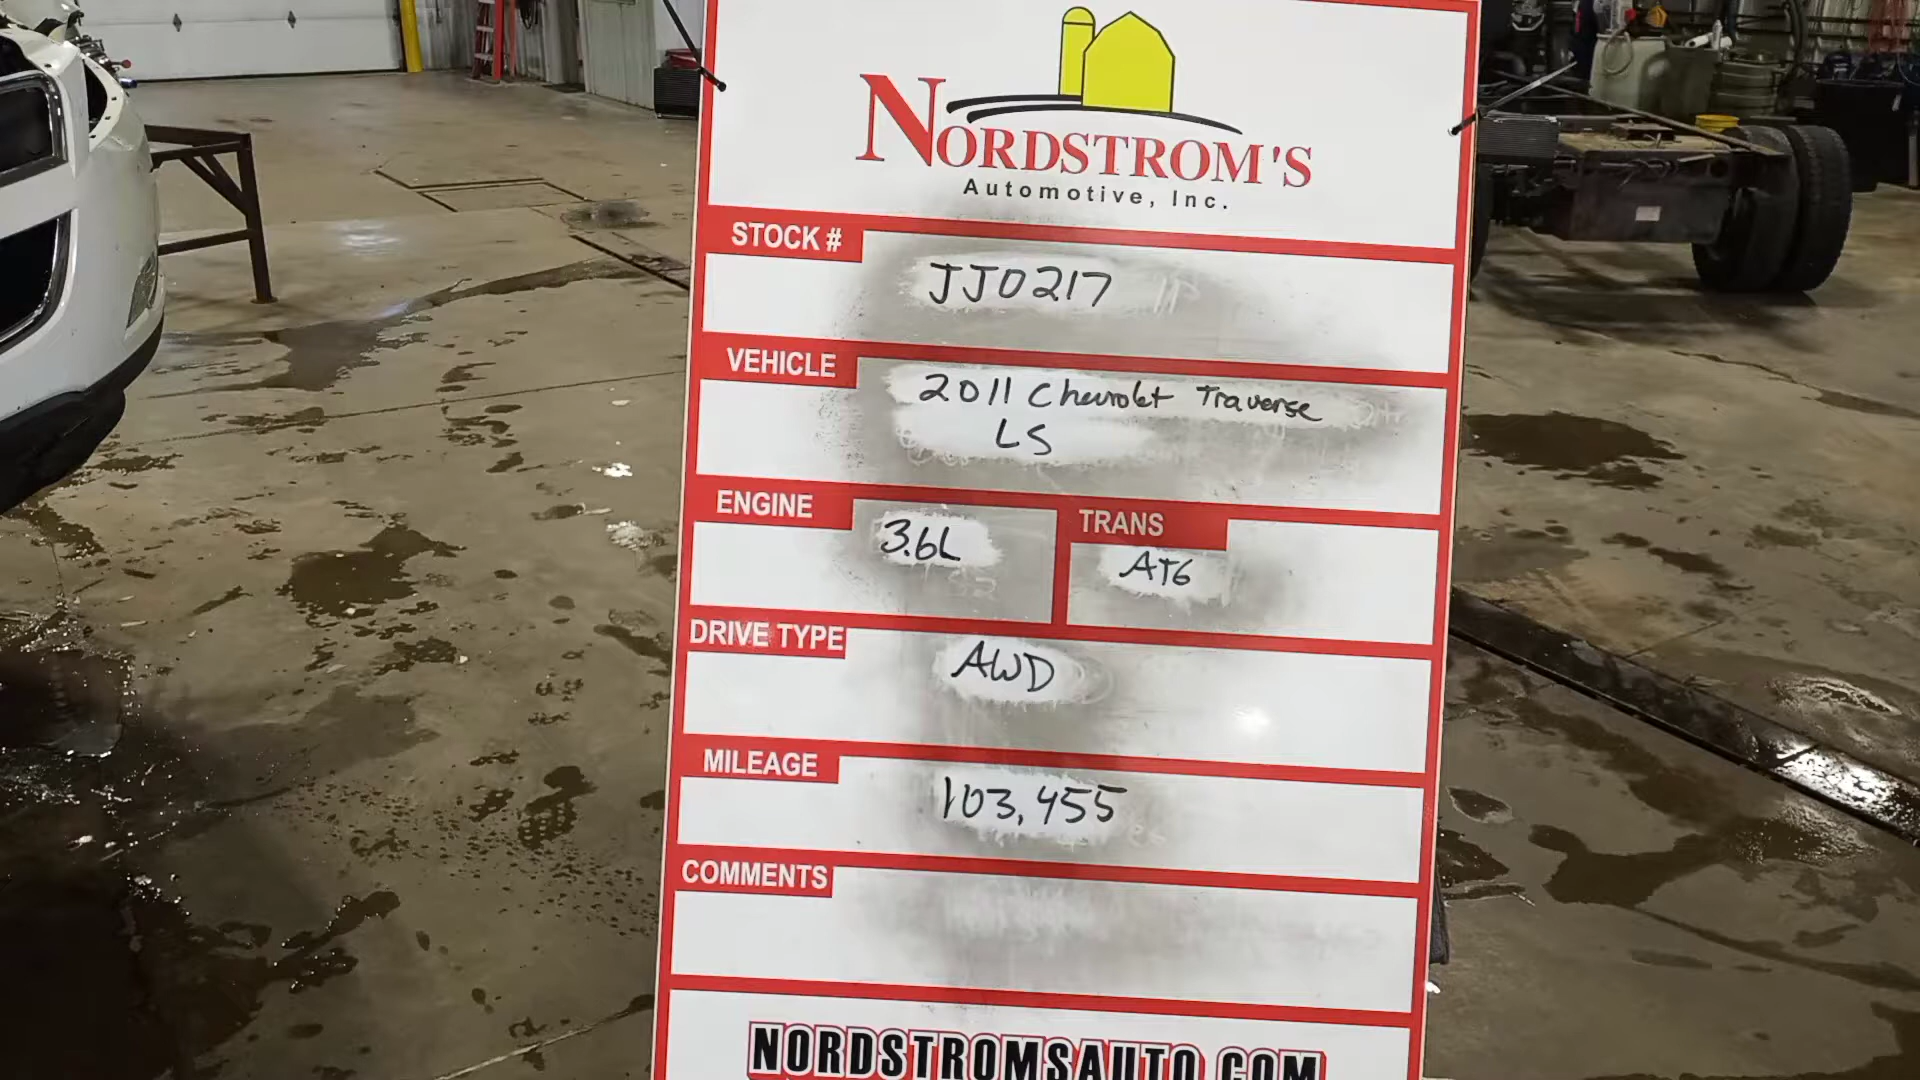 NORDSTROM'S
Automotive, Inc.
STOCK #
JJ0217
VEHICLE
2011 Chevrolet Traverse
LS
ENGINE
3.6L
TRANS
AT6
DRIVE TYPE
AWD
MILEAGE
103,455
COMMENTS
NORDSTROMSAUTO.COM